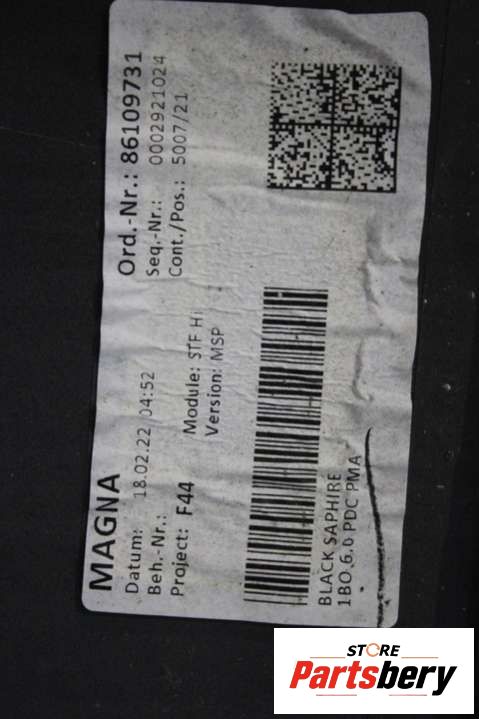 MAGNA
Ord.-Nr.: 86109731
Datum: 18.02.22 04:52
Seq.-Nr.: 0002921024
Beh.-Nr.:
Cont./Pos.: 5007/21
Project: F44
Module: STF Hi
Version: MSP
BLACK SAPHIRE
1BO,6.0 PDC PMA
STORE
Partsbery